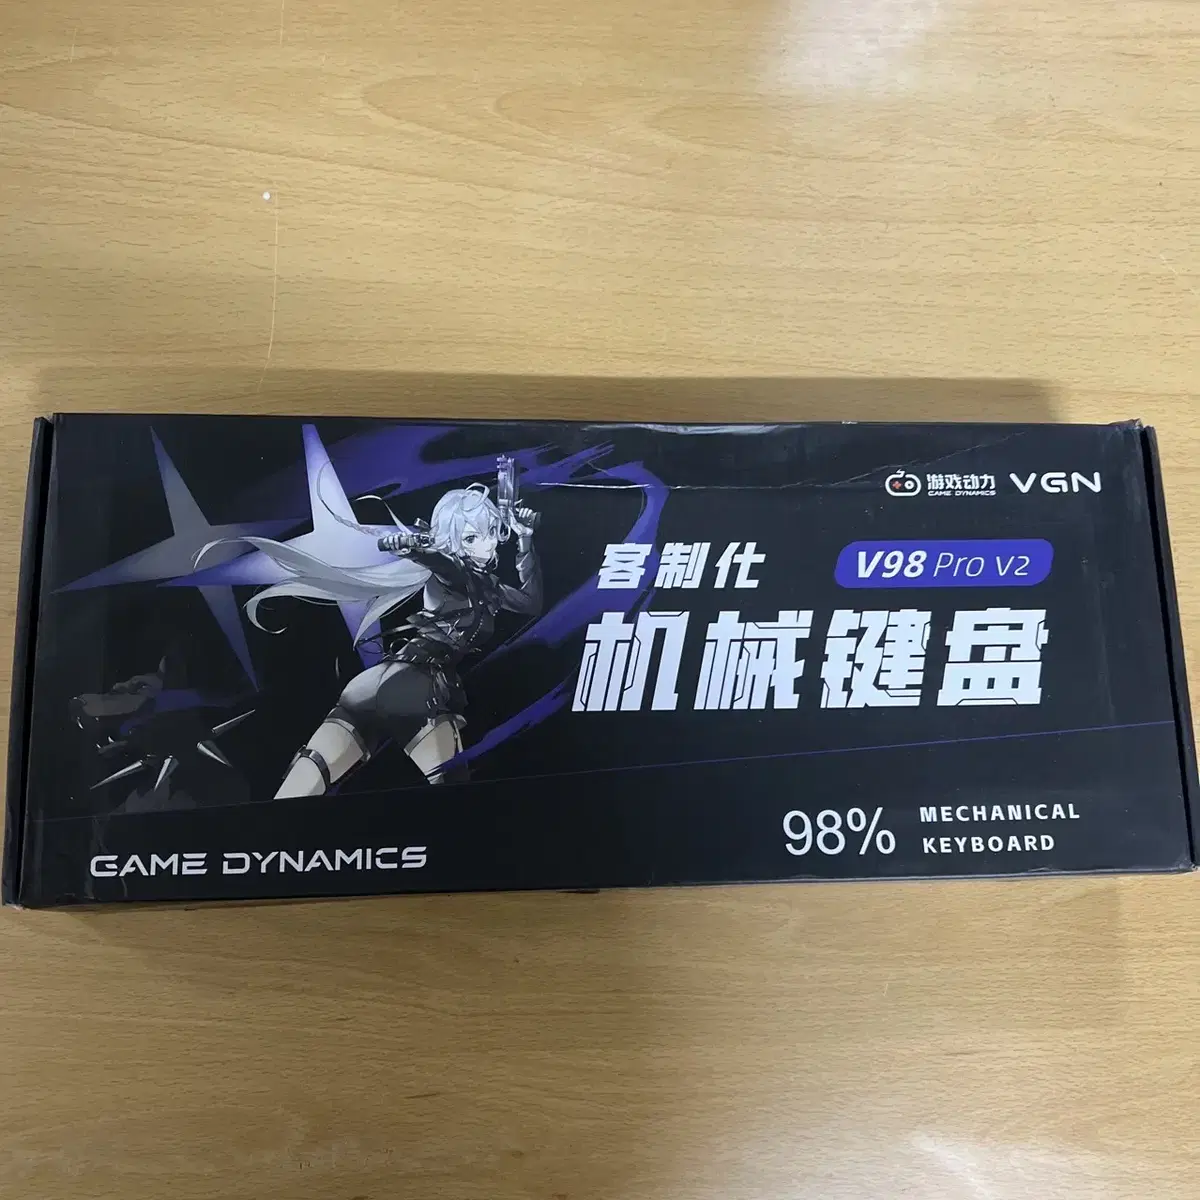 游戏动力
GAME DYNAMICS
VGN
客制化
V98 Pro V2
机械键盘
98%
MECHANICAL
KEYBOARD
GAME DYNAMICS